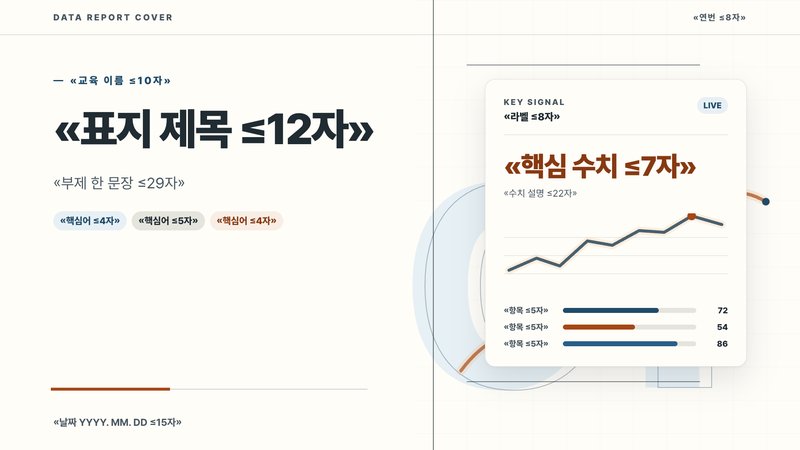 DATA REPORT COVER
«연번 ≤8자»
— «교육 이름 ≤10자»
«표지 제목 ≤12자»
«부제 한 문장 ≤29자»
«핵심어 ≤4자» «핵심어 ≤5자» «핵심어 ≤4자»
«날짜 YYYY. MM. DD ≤15자»
KEY SIGNAL
LIVE
«라벨 ≤8자»
«핵심 수치 ≤7자»
«수치 설명 ≤22자»
«항목 ≤5자» 72
«항목 ≤5자» 54
«항목 ≤5자» 86